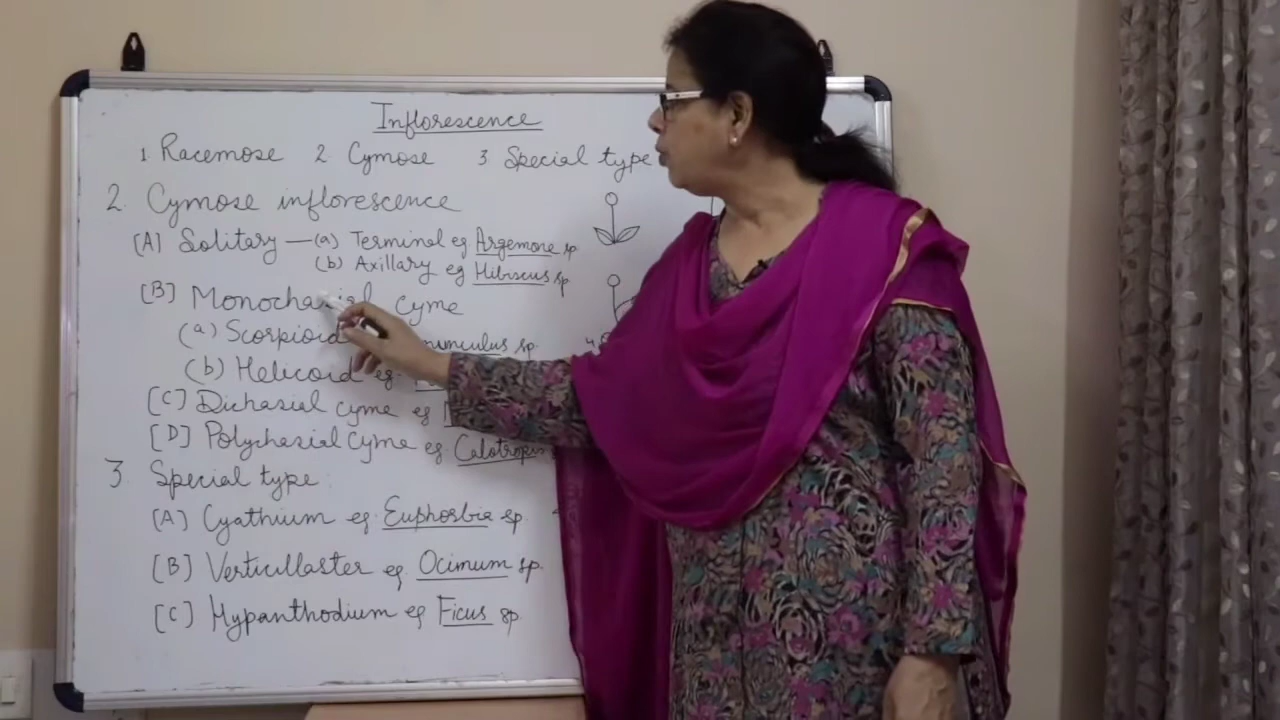 Inflorescence
1. Racemose 2. Cymose 3. Special type
2. Cymose inflorescence
[A] Solitary — (a) Terminal eg Argemone sp.
(b) Axillary eg Hibiscus sp
[B] cyme
(a) Scorpioid sp.
(b) Helicoid eg.
[C] Dichasial cyme eg
[D] Polychasial Cyme eg.
3. Special type :
[A] Cyathium eg. Euphorbia sp.
[B] Verticillaster eg Ocimum sp.
[C] Hypanthodium eg Ficus sp.